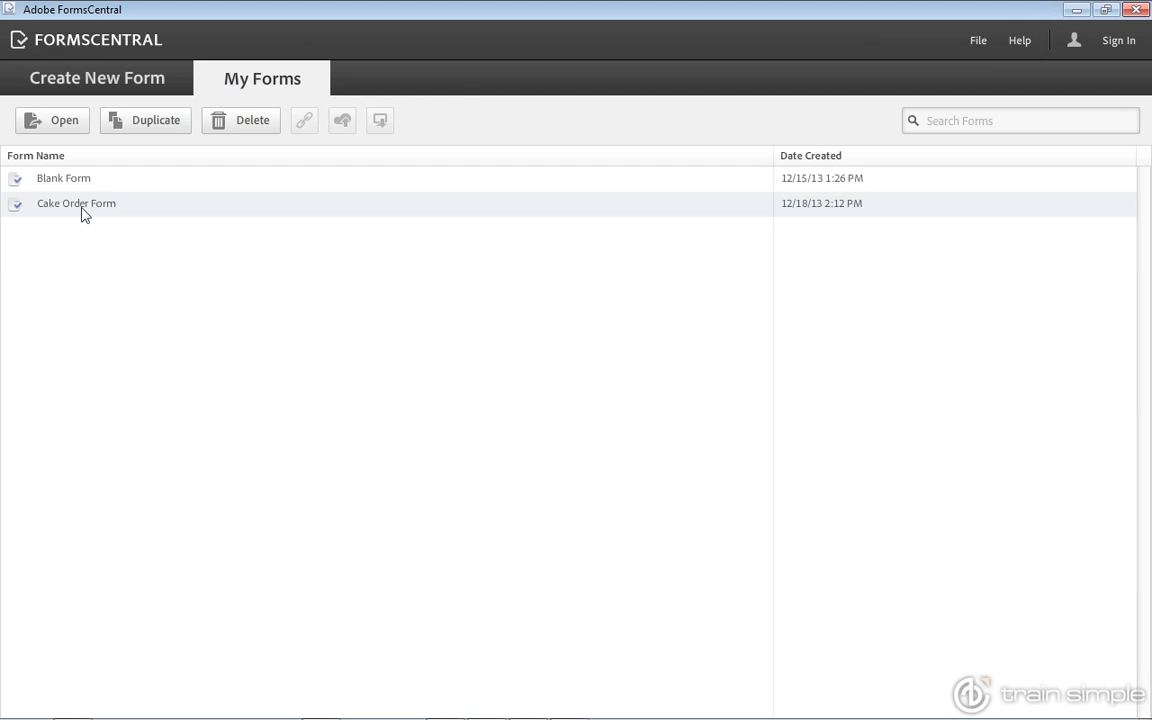 Adobe FormsCentral
FORMSCENTRAL
File Help Sign In
Create New Form My Forms
Open Duplicate Delete Search Forms
Form Name Date Created
Blank Form 12/15/13 1:26 PM
Cake Order Form 12/18/13 2:12 PM
train simple